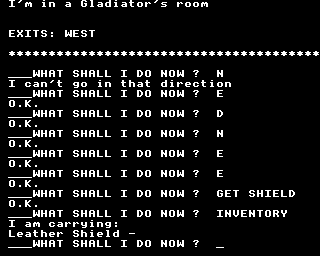 I'm in a Gladiator's room
EXITS: WEST
****************************************
___WHAT SHALL I DO NOW ? N
I can't go in that direction
___WHAT SHALL I DO NOW ? E
O.K.
___WHAT SHALL I DO NOW ? D
O.K.
___WHAT SHALL I DO NOW ? N
O.K.
___WHAT SHALL I DO NOW ? E
O.K.
___WHAT SHALL I DO NOW ? E
O.K.
___WHAT SHALL I DO NOW ? GET SHIELD
O.K.
___WHAT SHALL I DO NOW ? INVENTORY
I am carrying:
Leather Shield -
___WHAT SHALL I DO NOW ? _